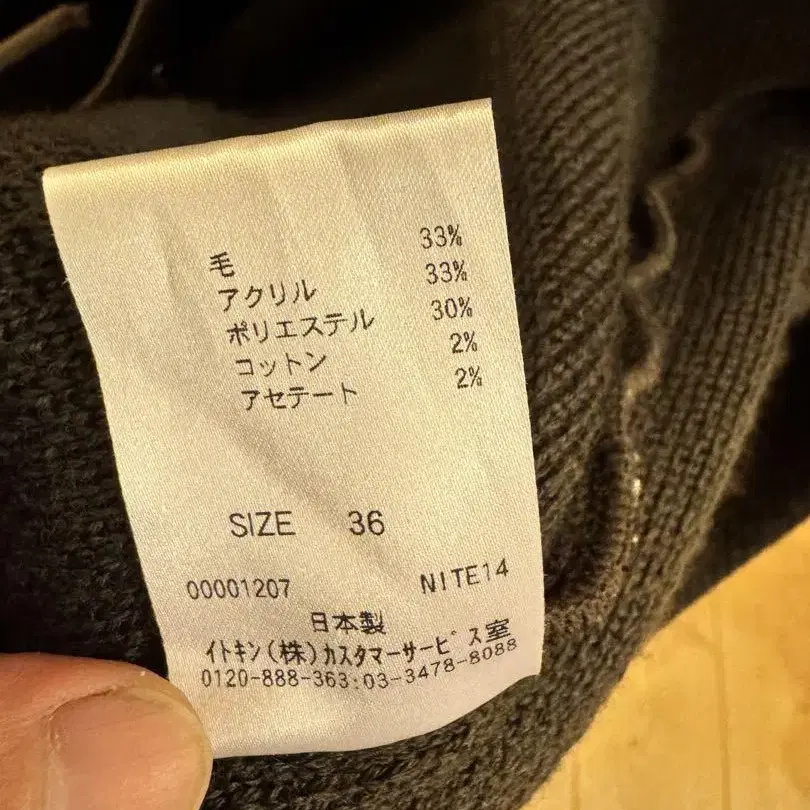 毛 33%
アクリル 33%
ポリエステル 30%
コットン 2%
アセテート 2%
SIZE 36
00001207 NITE14
日本製
イトキン(株)カスタマーサービス室
0120-888-363:03-3478-8088